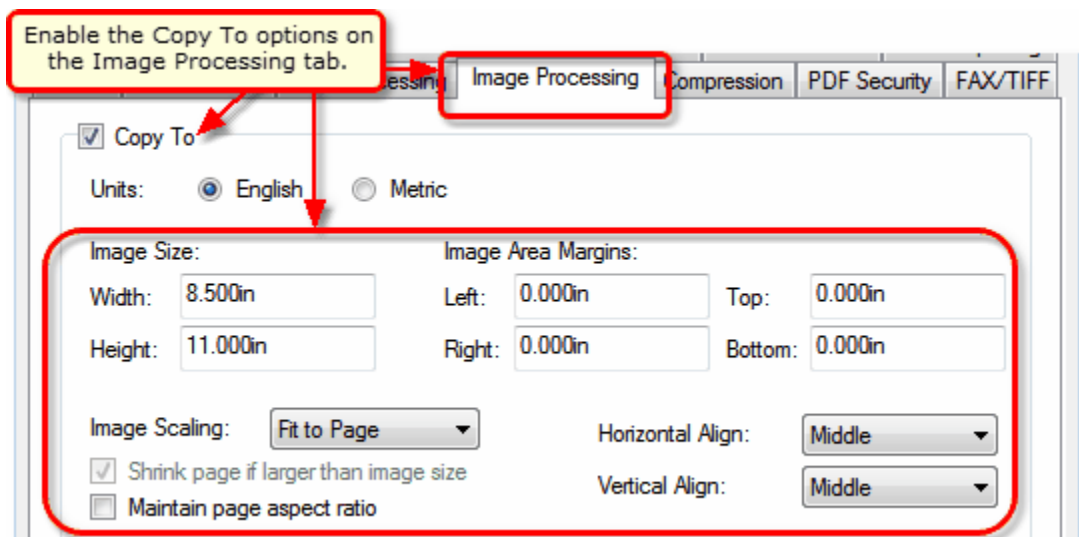 Enable the Copy To options on
the Image Processing tab.
Image Processing
Compression
PDF Security
FAX/TIFF
Copy To
Units: English Metric
Image Size: Image Area Margins:
Width: 8.500in Left: 0.000in Top: 0.000in
Height: 11.000in Right: 0.000in Bottom: 0.000in
Image Scaling: Fit to Page Horizontal Align: Middle
Shrink page if larger than image size
Vertical Align: Middle
Maintain page aspect ratio